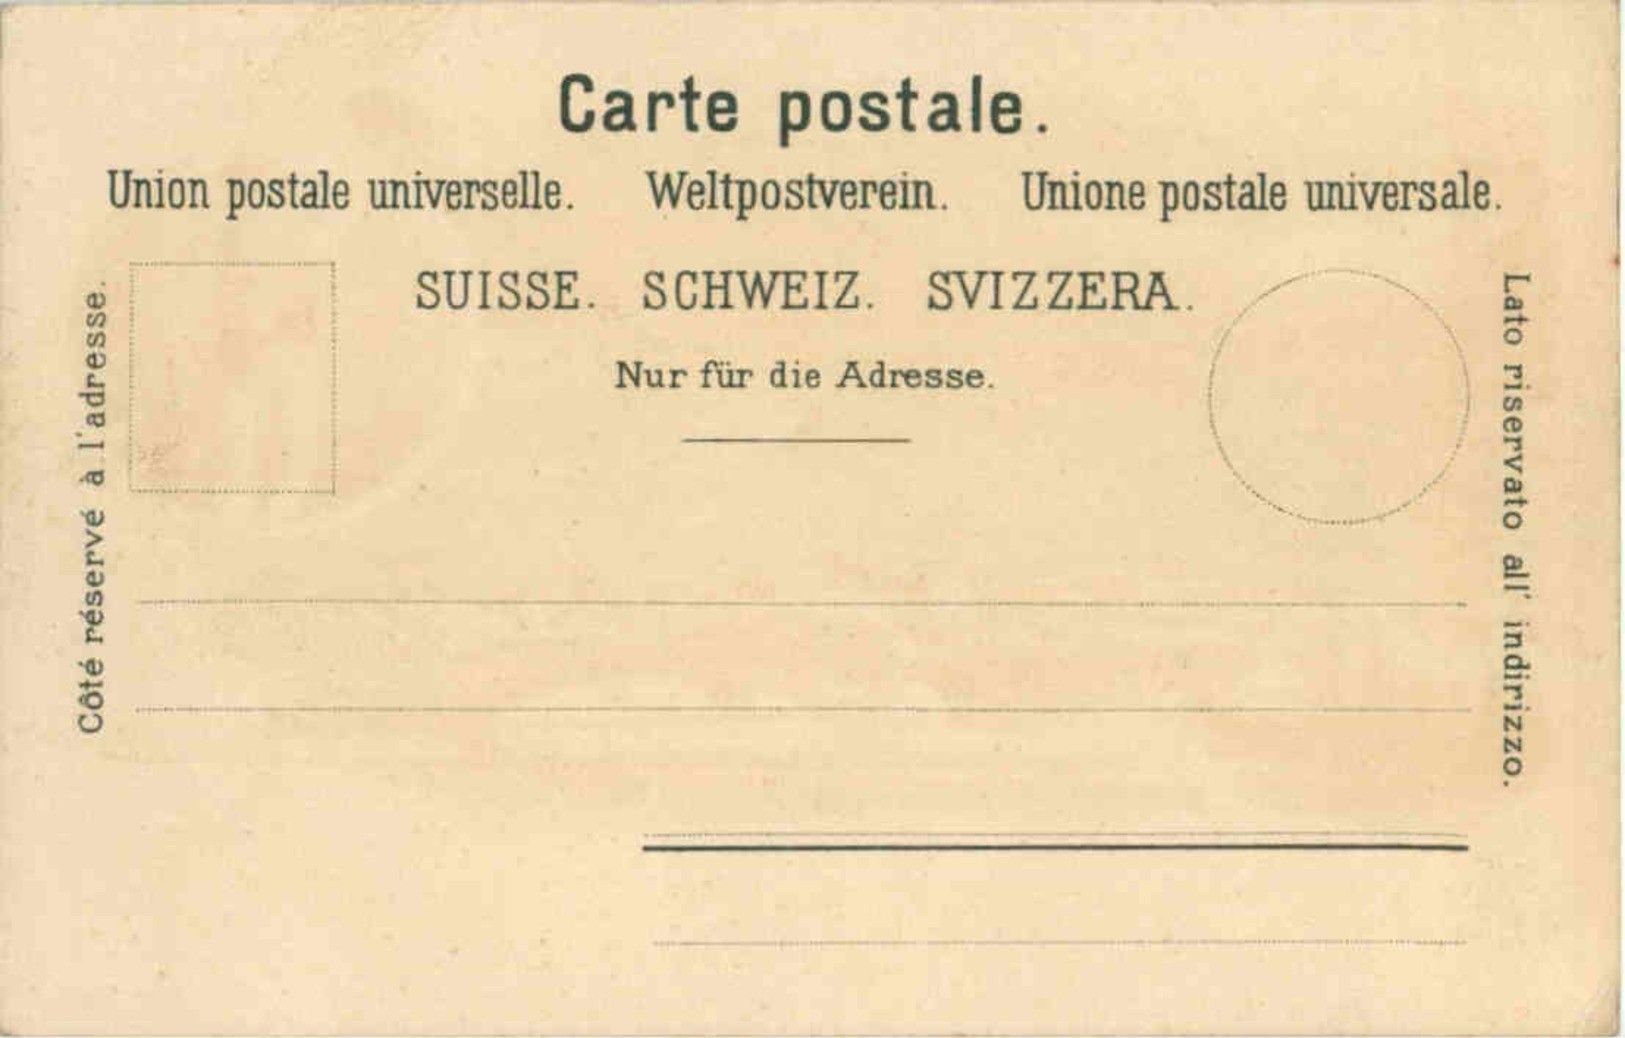 Carte postale.
Union postale universelle. Weltpostverein. Unione postale universale.
SUISSE. SCHWEIZ. SVIZZERA.
Nur für die Adresse.
Côté réservé à l'adresse.
Lato riservato all' indirizzo.